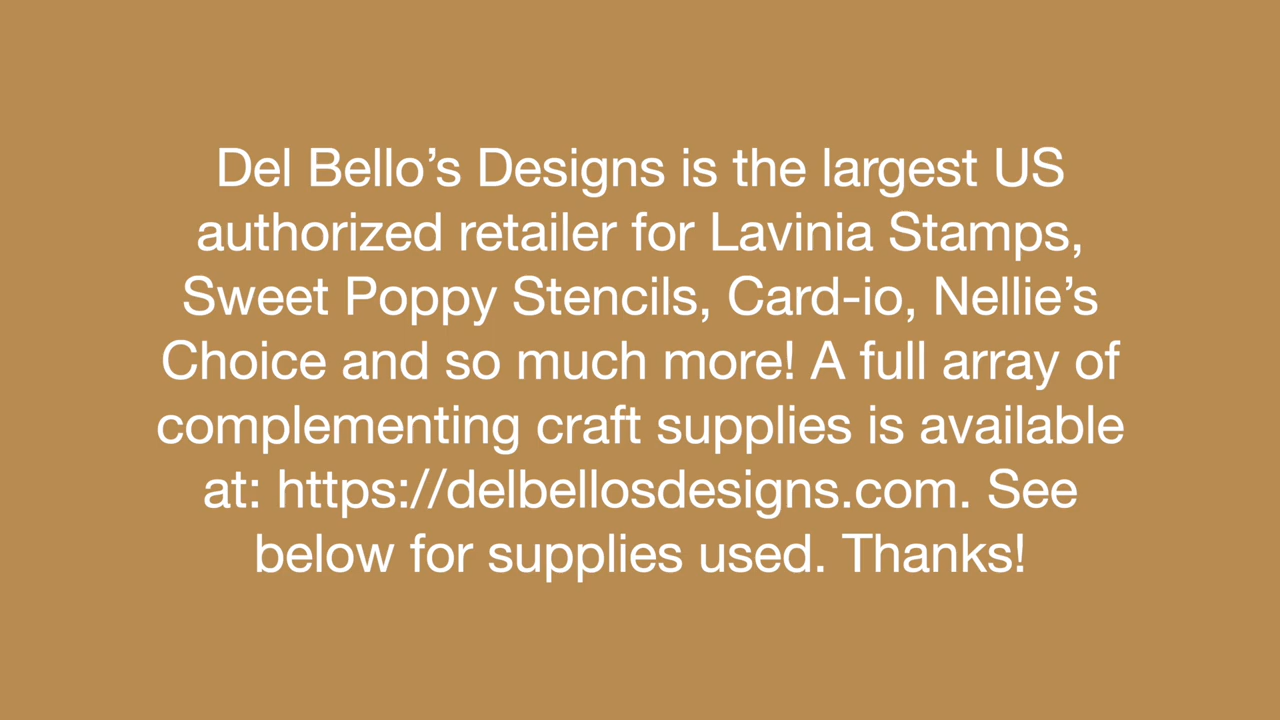 Del Bello’s Designs is the largest US
authorized retailer for Lavinia Stamps,
Sweet Poppy Stencils, Card-io, Nellie’s
Choice and so much more! A full array of
complementing craft supplies is available
at: https://delbellosdesigns.com. See
below for supplies used. Thanks!